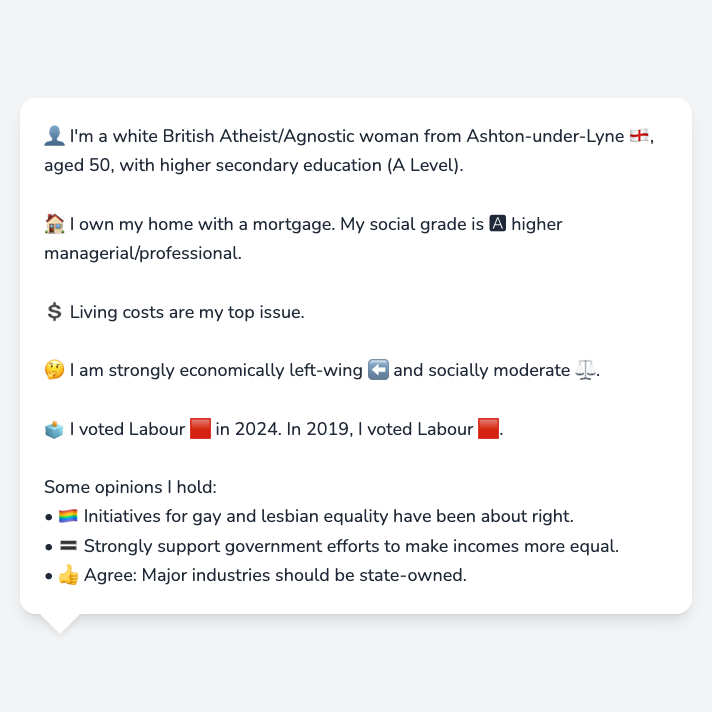 👤 I'm a white British Atheist/Agnostic woman from Ashton-under-Lyne 🏴󠁧󠁢󠁥󠁮󠁧󠁿,
aged 50, with higher secondary education (A Level).
🏠 I own my home with a mortgage. My social grade is 🅰 higher
managerial/professional.
💲 Living costs are my top issue.
🤔 I am strongly economically left-wing ⬅️ and socially moderate ⚖️.
🗳️ I voted Labour 🟥 in 2024. In 2019, I voted Labour 🟥.
Some opinions I hold:
• 🏳️‍🌈 Initiatives for gay and lesbian equality have been about right.
• 🟰 Strongly support government efforts to make incomes more equal.
• 👍 Agree: Major industries should be state-owned.